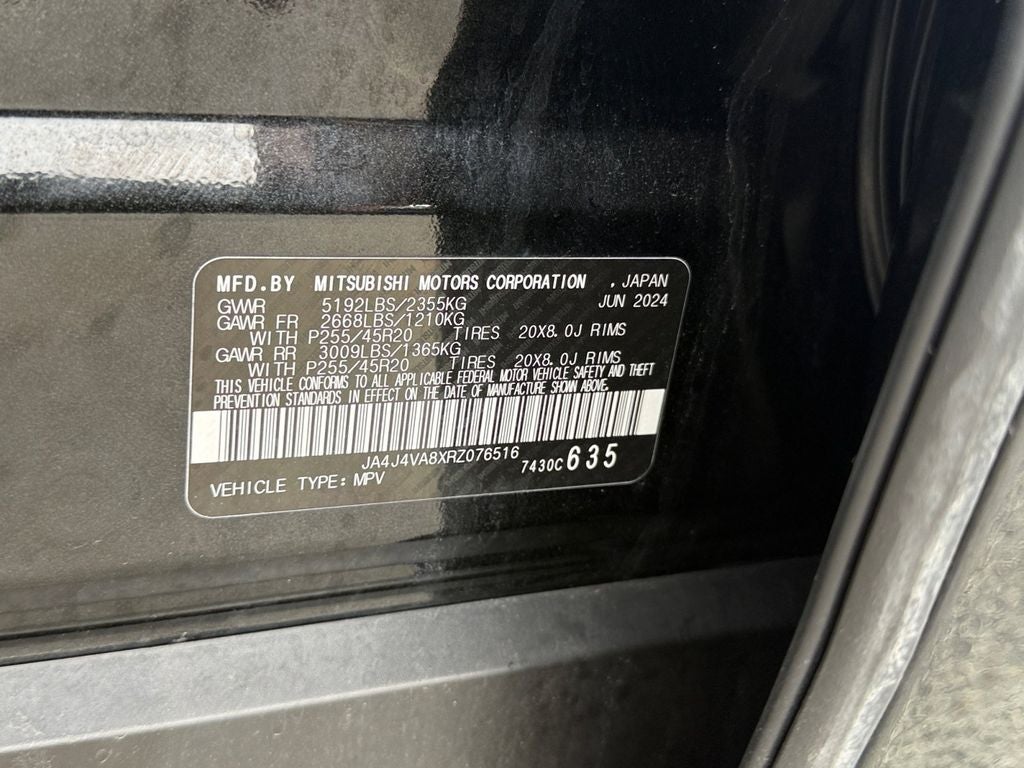 MFD.BY MITSUBISHI MOTORS CORPORATION , JAPAN
GVWR 5192LBS/2355KG JUN 2024
GAWR FR 2668LBS/1210KG
WITH P255/45R20 TIRES 20X8.0J RIMS
GAWR RR 3009LBS/1365KG
WITH P255/45R20 TIRES 20X8.0J RIMS
THIS VEHICLE CONFORMS TO ALL APPLICABLE FEDERAL MOTOR VEHICLE SAFETY AND THEFT
PREVENTION STANDARDS IN EFFECT ON THE DATE OF MANUFACTURE SHOWN ABOVE.
JA4J4VA8XRZ076516 7430C 635
VEHICLE TYPE: MPV